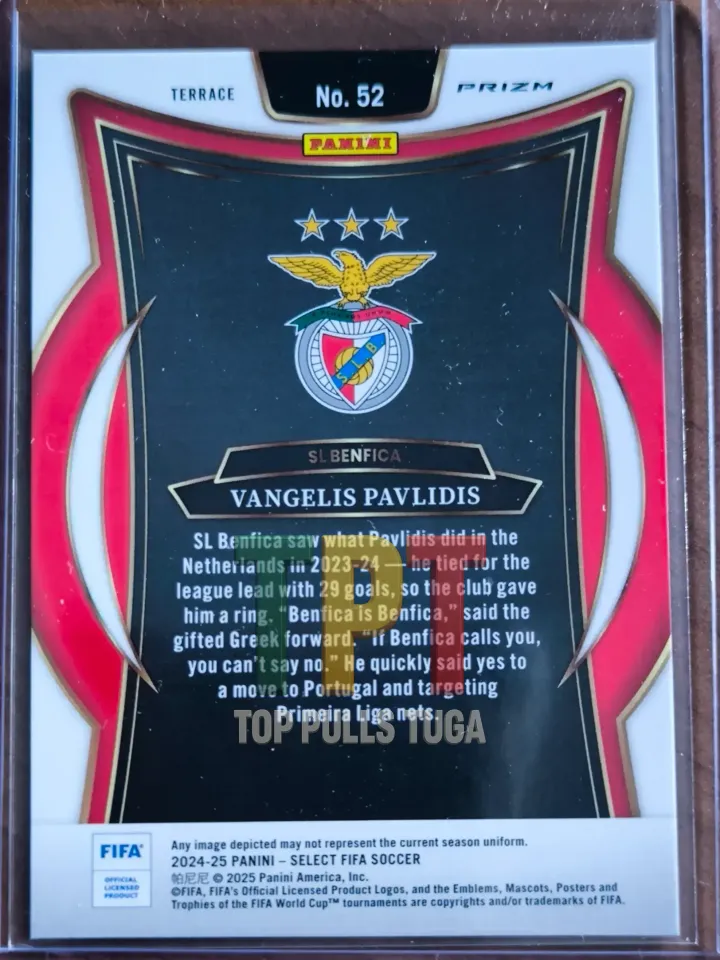 TERRACE
No. 52
PRIZM
PANINI
SLB
SL BENFICA
VANGELIS PAVLIDIS
SL Benfica saw what Pavlidis did in the
Netherlands in 2023-24 — he tied for the
league lead with 29 goals, so the club gave
him a ring. "Benfica is Benfica," said the
gifted Greek forward. "If Benfica calls you,
you can't say no." He quickly said yes to
a move to Portugal and targeting
Primeira Liga nets.
TPT
TOP PULLS TUGA
FIFA
OFFICIAL
LICENSED
PRODUCT
Any image depicted may not represent the current season uniform.
2024-25 PANINI – SELECT FIFA SOCCER
帕尼尼 © 2025 Panini America, Inc.
©FIFA, FIFA's Official Licensed Product Logos, and the Emblems, Mascots, Posters and
Trophies of the FIFA World Cup™ tournaments are copyrights and/or trademarks of FIFA.